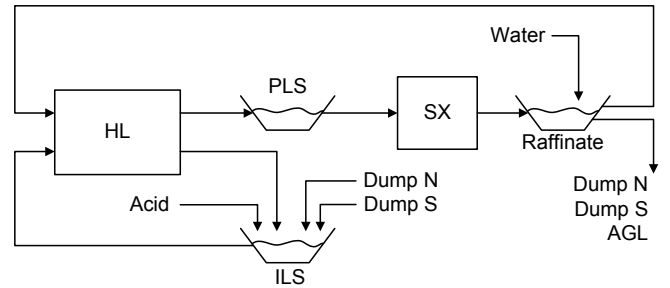 Water
PLS
HL
SX
Raffinate
Dump N
Dump S
Acid
Dump N
Dump S
AGL
ILS